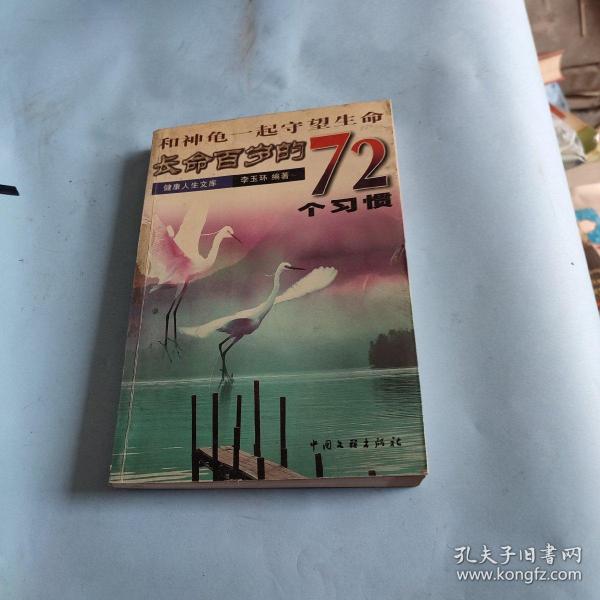 和神龟一起守望生命
长命百岁的72
个习惯
健康人生文库 李玉环 编著
中国文联出版社
孔夫子旧书网
www.kongfz.com